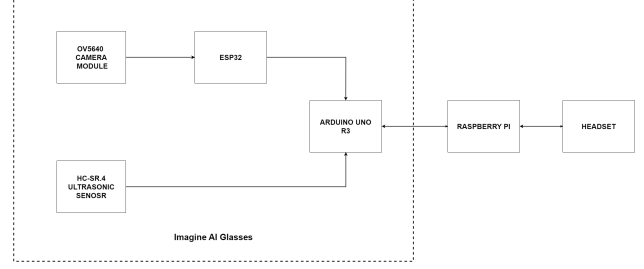 OV5640
CAMERA
MODULE
ESP32
ARDUINO UNO
R3
RASPBERRY PI
HEADSET
HC-SR.4
ULTRASONIC
SENOSR
Imagine AI Glasses